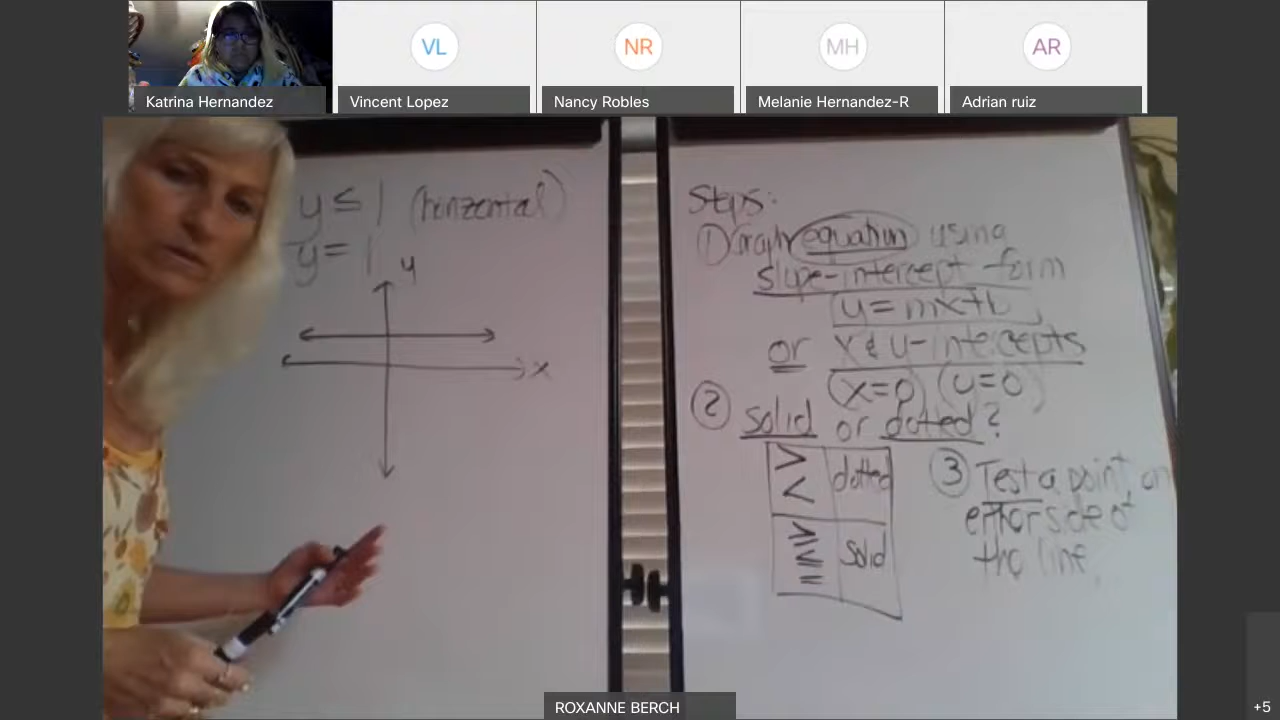 VL
NR
MH
AR
Katrina Hernandez
Vincent Lopez
Nancy Robles
Melanie Hernandez-R
Adrian ruiz
y ≤ 1 (horizontal)
y = 1
y
x
Steps:
① Graph equation using
slope-intercept form
y = mx + b
or x & y-intercepts
(x=0) (y=0)
② solid or dotted?
> dotted
<
≥ solid
≤
=
③ Test a point on
either side of
the line.
ROXANNE BERCH
+5